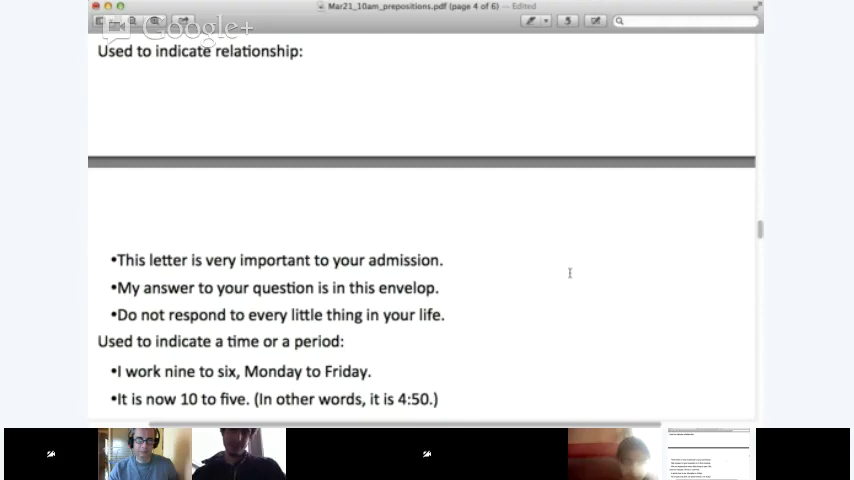 Mar21_10am_prepositions.pdf (page 4 of 6) — Edited
Google+
Used to indicate relationship:
•This letter is very important to your admission.
•My answer to your question is in this envelop.
•Do not respond to every little thing in your life.
Used to indicate a time or a period:
•I work nine to six, Monday to Friday.
•It is now 10 to five. (In other words, it is 4:50.)